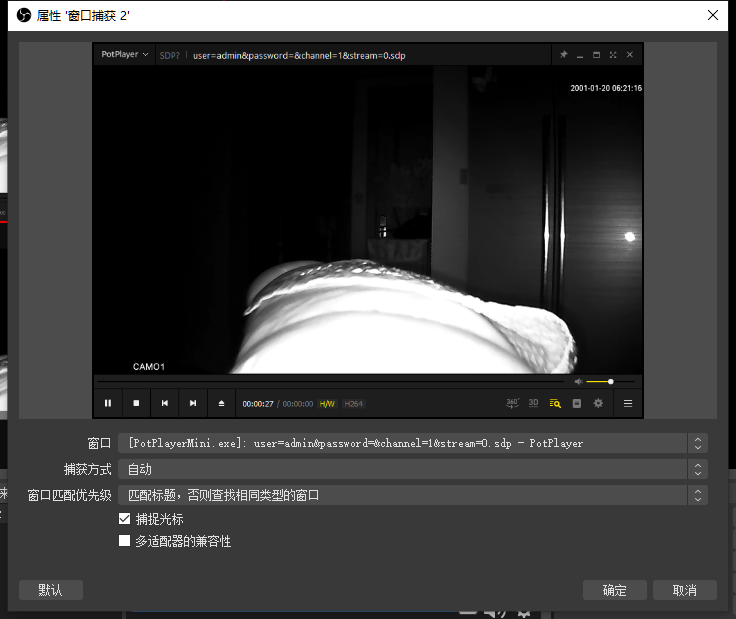 属性 '窗口捕获 2'
PotPlayer SDP? user=admin&password=&channel=1&stream=0.sdp
2001-01-20 06:21:16
CAM01
00:00:27 / 00:00:00 H/W H264 360° 3D
窗口 [PotPlayerMini.exe]: user=admin&password=&channel=1&stream=0.sdp - PotPlayer
捕获方式 自动
窗口匹配优先级 匹配标题，否则查找相同类型的窗口
捕捉光标
多适配器的兼容性
默认 确定 取消